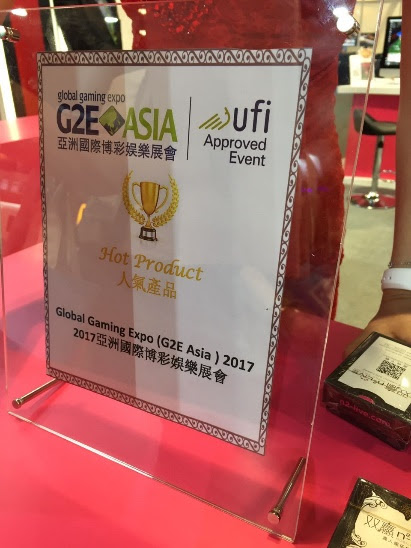 global gaming expo
G2E ASIA
亞洲國際博彩娛樂展會
ufi
Approved
Event
Hot Product
人氣產品
Global Gaming Expo (G2E Asia ) 2017
2017亞洲國際博彩娛樂展會
双贏